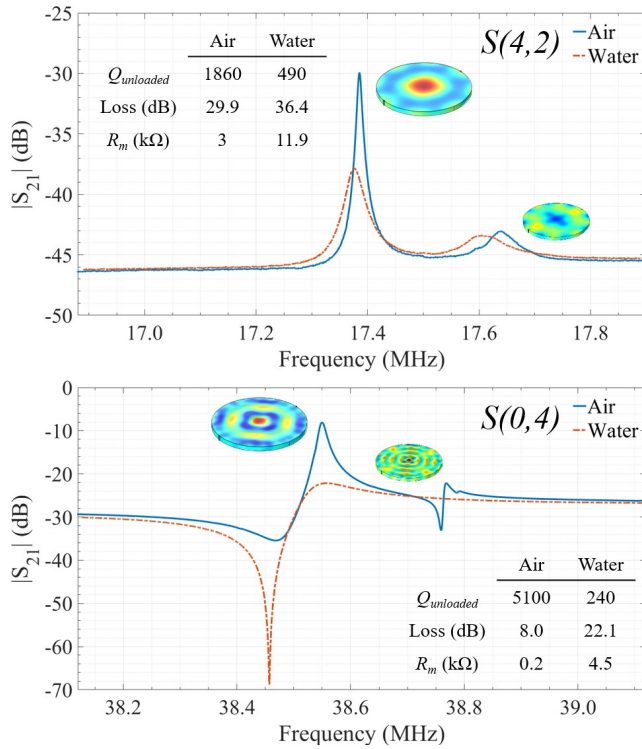 -25
-30
-35
-40
-45
-50
|S21| (dB)
Air Water
Qunloaded 1860 490
Loss (dB) 29.9 36.4
Rm (kΩ) 3 11.9
S(4,2)
Air
Water
17.0 17.2 17.4 17.6 17.8
Frequency (MHz)
0
-10
-20
-30
-40
-50
-60
-70
|S21| (dB)
S(0,4)
Air
Water
Air Water
Qunloaded 5100 240
Loss (dB) 8.0 22.1
Rm (kΩ) 0.2 4.5
38.2 38.4 38.6 38.8 39.0
Frequency (MHz)